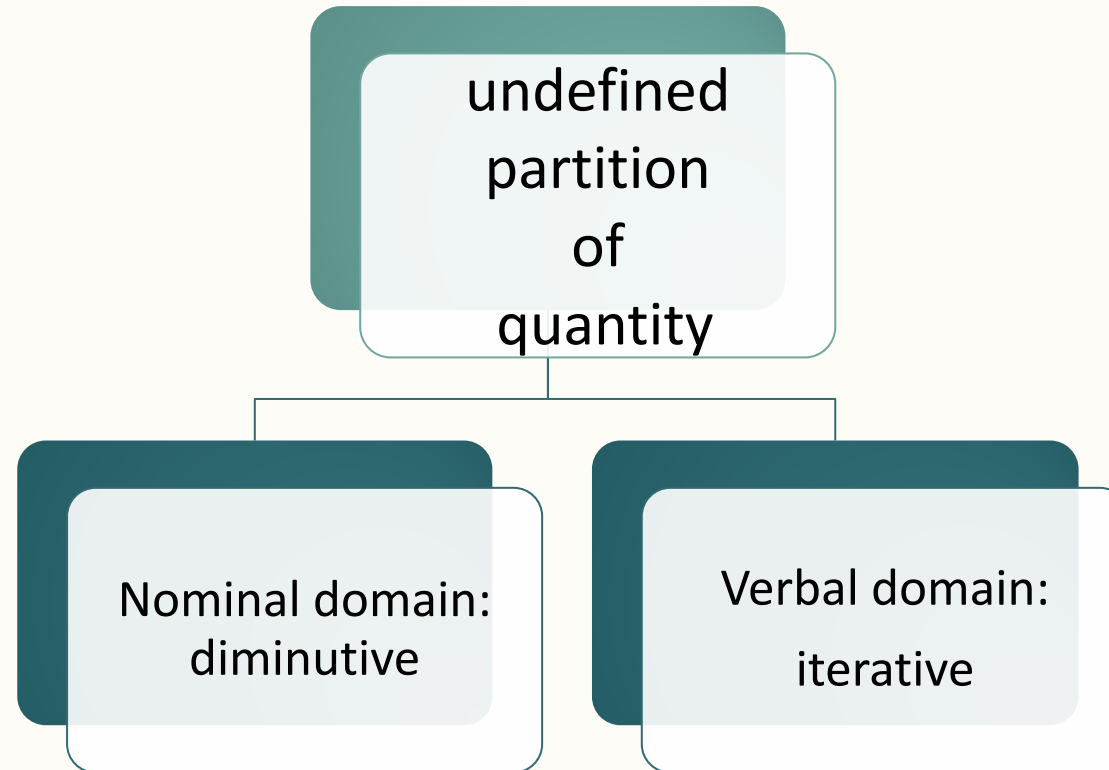 undefined
partition
of
quantity
Nominal domain:
diminutive
Verbal domain:
iterative